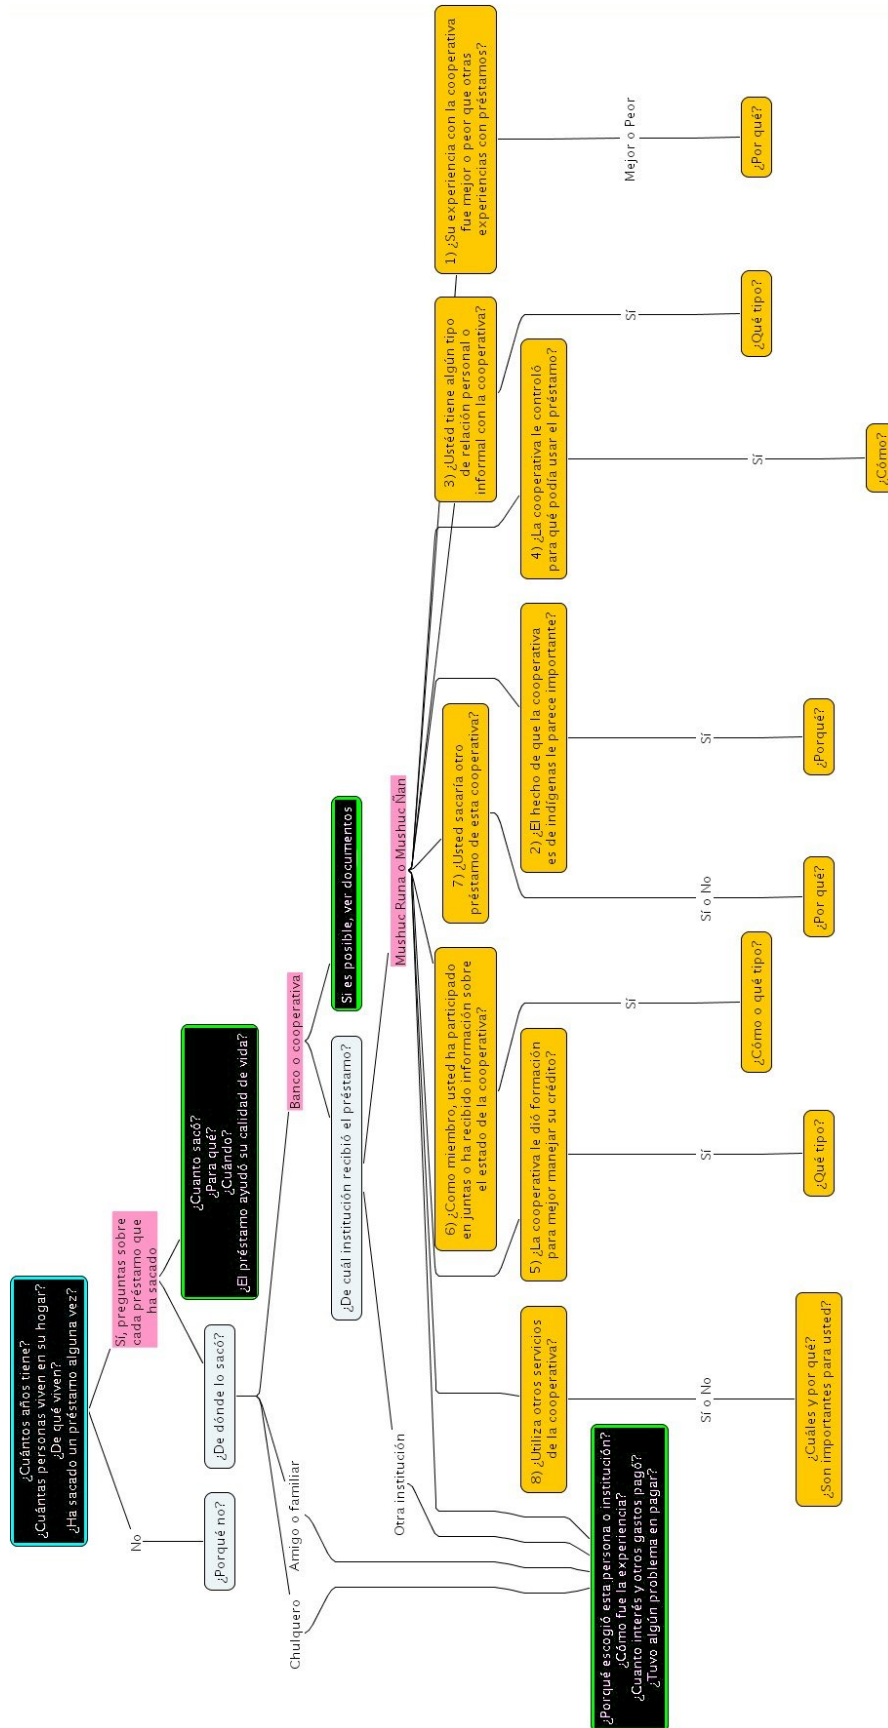 ¿Cuántos años tiene?
¿Cuántas personas viven en su hogar?
¿De qué viven?
¿Ha sacado un préstamo alguna vez?
No
Sí, preguntas sobre
cada préstamo que
ha sacado
¿Porqué no?
¿De dónde lo sacó?
¿Cuanto sacó?
¿Para qué?
¿Cuándo?
¿El préstamo ayudó su calidad de vida?
Chulquero
Amigo o familiar
Banco o cooperativa
¿De cuál institución recibió el préstamo?
Si es posible, ver documentos
Otra institución
Mushuc Runa o Mushuc Ñan
6) ¿Como miembro, usted ha participado
en juntas o ha recibido información sobre
el estado de la cooperativa?
7) ¿Usted sacaría otro
préstamo de esta cooperativa?
3) ¿Ustéd tiene algún tipo
de relación personal o
informal con la cooperativa?
1) ¿Su experiencia con la cooperativa
fue mejor o peor que otras
experiencias con préstamos?
8) ¿Utiliza otros servicios
de la cooperativa?
5) ¿La cooperativa le dió formación
para mejor manejar su crédito?
2) ¿El hecho de que la cooperativa
es de indígenas le parece importante?
4) ¿La cooperativa le controló
para qué podía usar el préstamo?
¿Porqué escogió esta persona o institución?
¿Cómo fue la experiencia?
¿Cuanto interés y otros gastos pagó?
¿Tuvo algún problema en pagar?
Sí
Sí
Mejor o Peor
Sí o No
Sí
Sí o No
Sí
Sí
¿Cómo o qué tipo?
¿Qué tipo?
¿Por qué?
¿Cuáles y por qué?
¿Son importantes para usted?
¿Qué tipo?
¿Por qué?
¿Porqué?
¿Cómo?